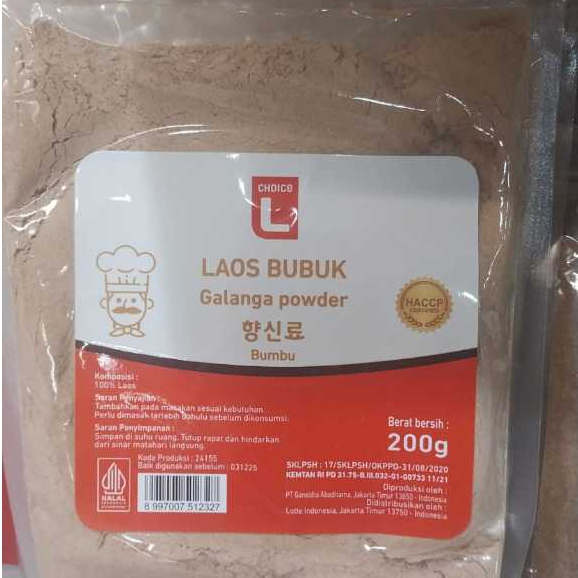 CHOICE
L
LAOS BUBUK
Galanga powder
향신료
Bumbu
HACCP
CERTIFIED
Komposisi :
100% Laos
Saran Penyajian :
Tambahkan pada masakan sesuai kebutuhan.
Perlu dimasak terlebih dahulu sebelum dikonsumsi.
Saran Penyimpanan :
Simpan di suhu ruang. Tutup rapat dan hindarkan
dari sinar matahari langsung.
Kode Produksi : 24155
Baik digunakan sebelum : 031225
HALAL
INDONESIA
8 997007 512327
Berat bersih :
200g
SKLPSH : 17/SKLPSH/OKPPD-31/08/2020
KEMTAN RI PD 31.75-B.III.032-01-00733 11/21
Diproduksi oleh :
PT Ganesha Abaditama, Jakarta Timur 13850 - Indonesia
Didistribusikan oleh :
Lotte Indonesia, Jakarta Timur 13750 - Indonesia